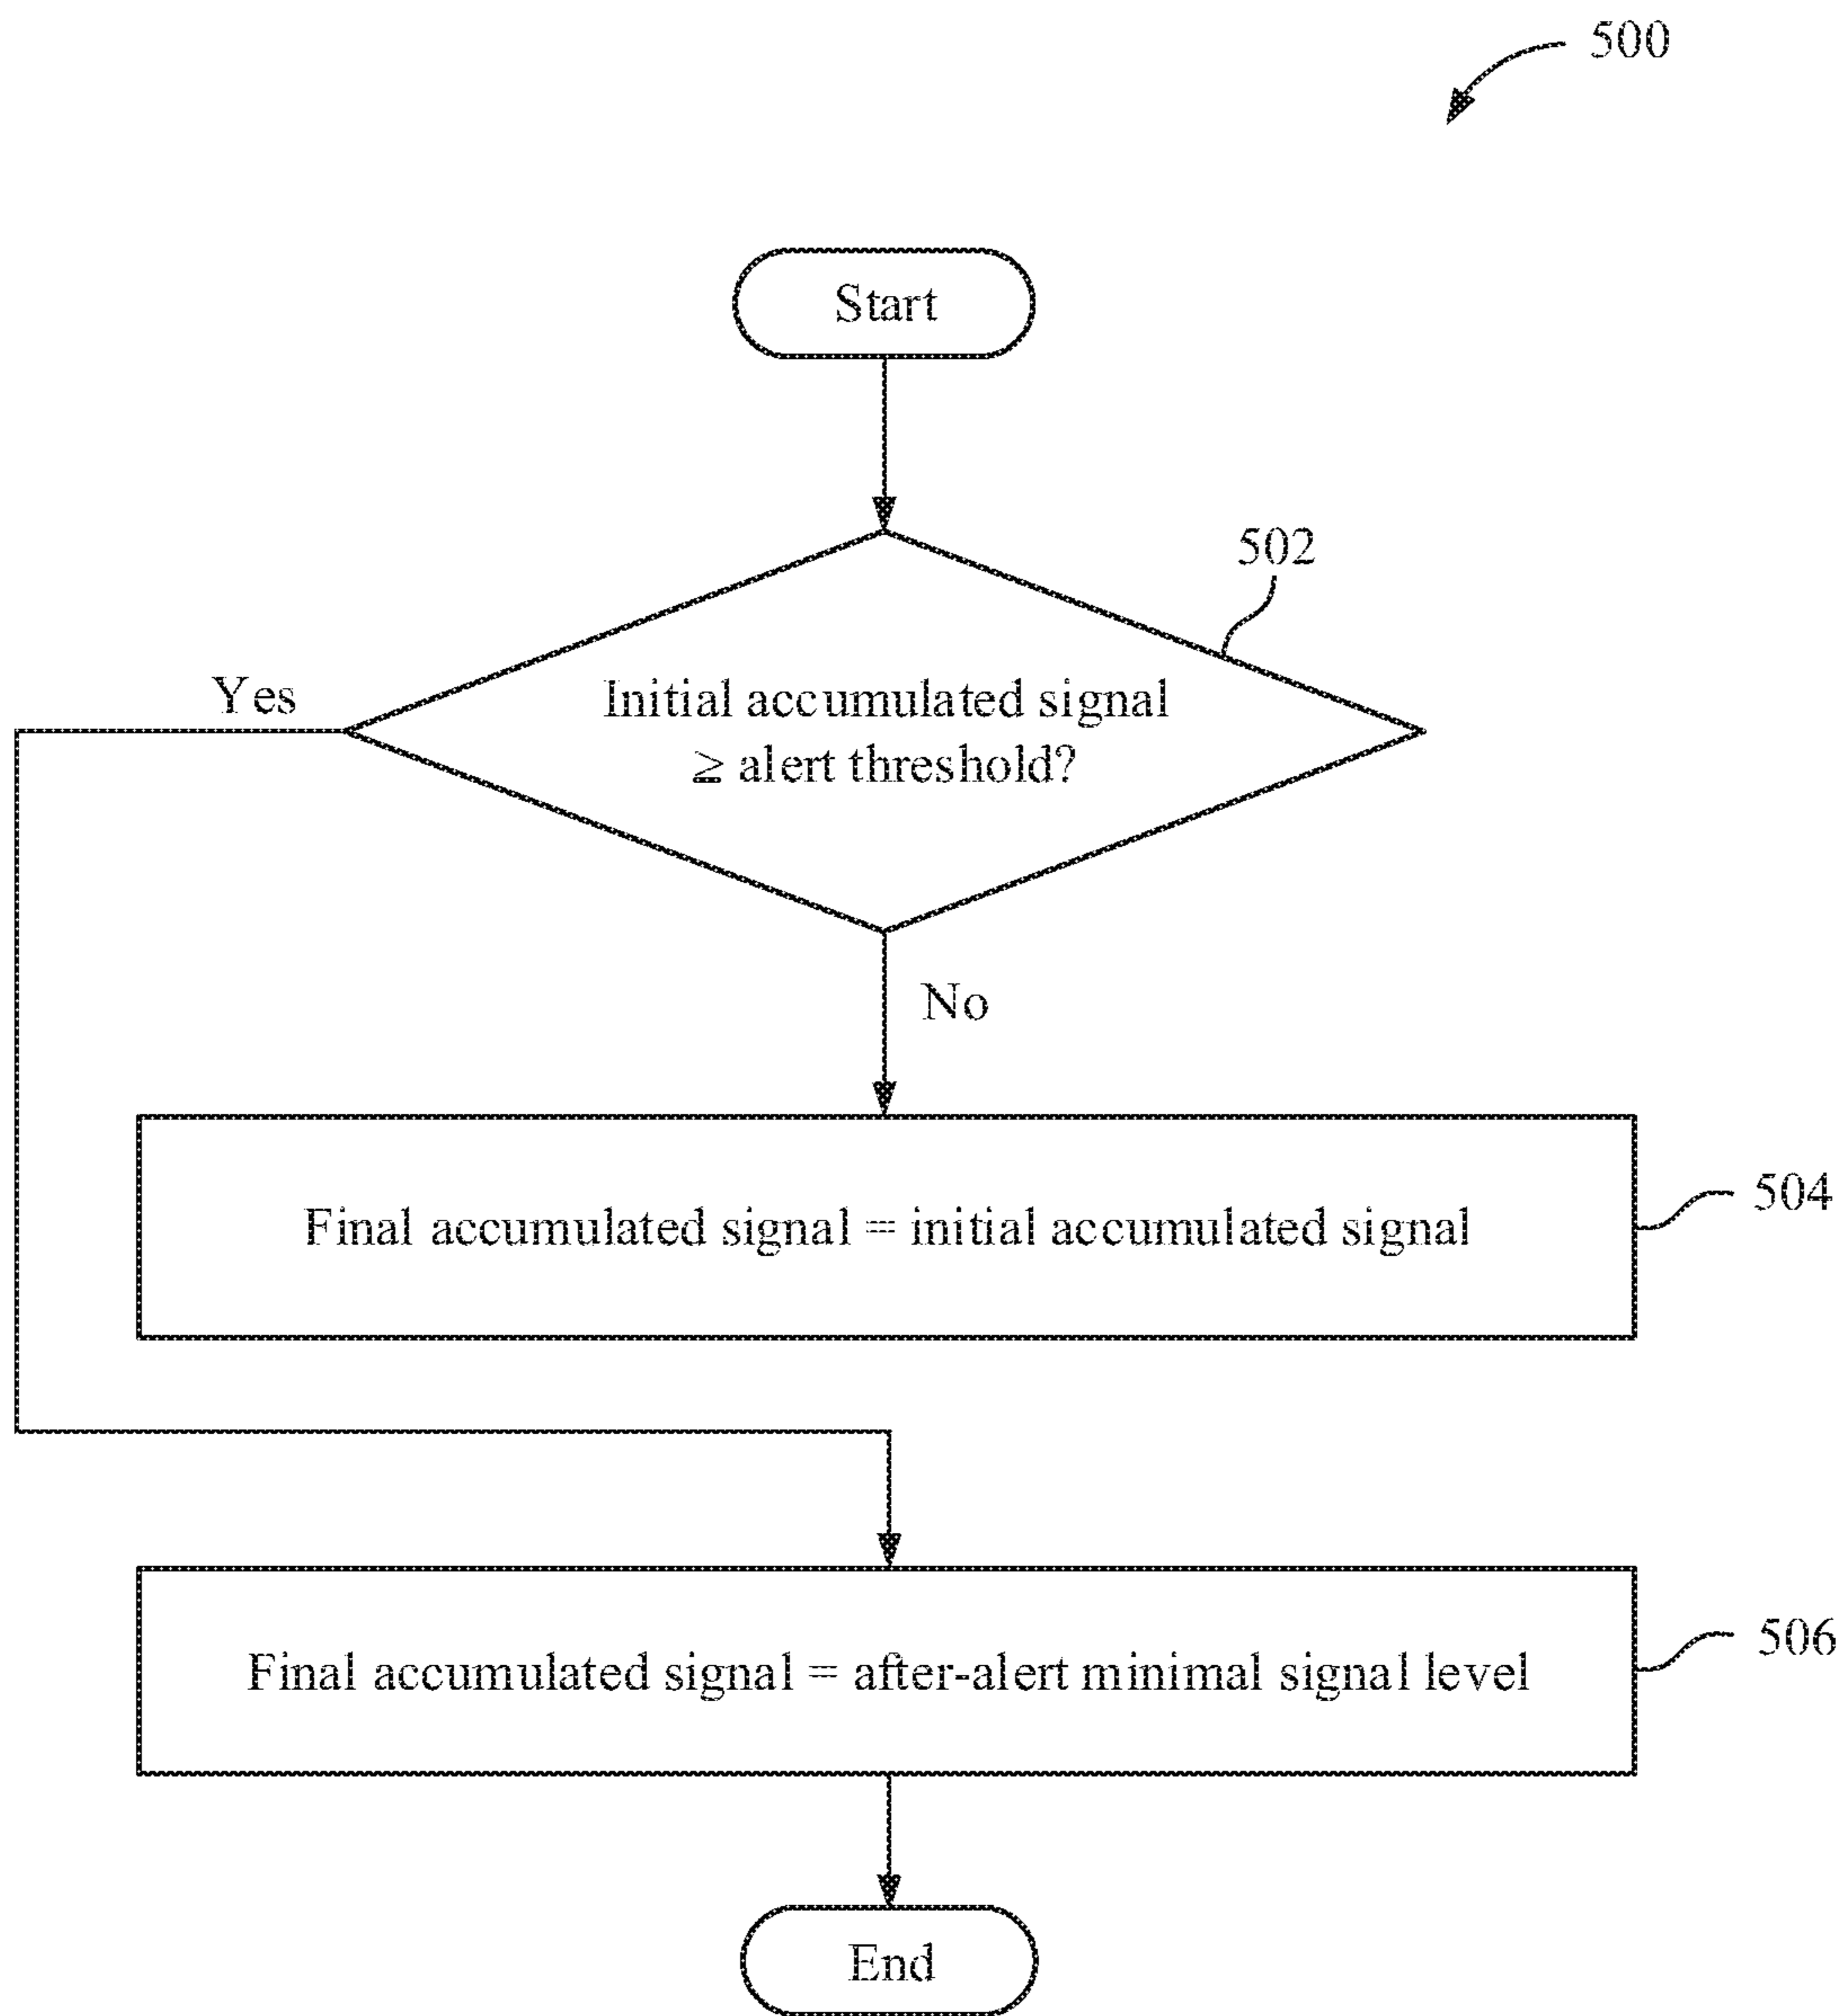 500
Start
502
Yes
Initial accumulated signal
≧ alert threshold?
No
Final accumulated signal = initial accumulated signal
504
Final accumulated signal = after-alert minimal signal level
506
End